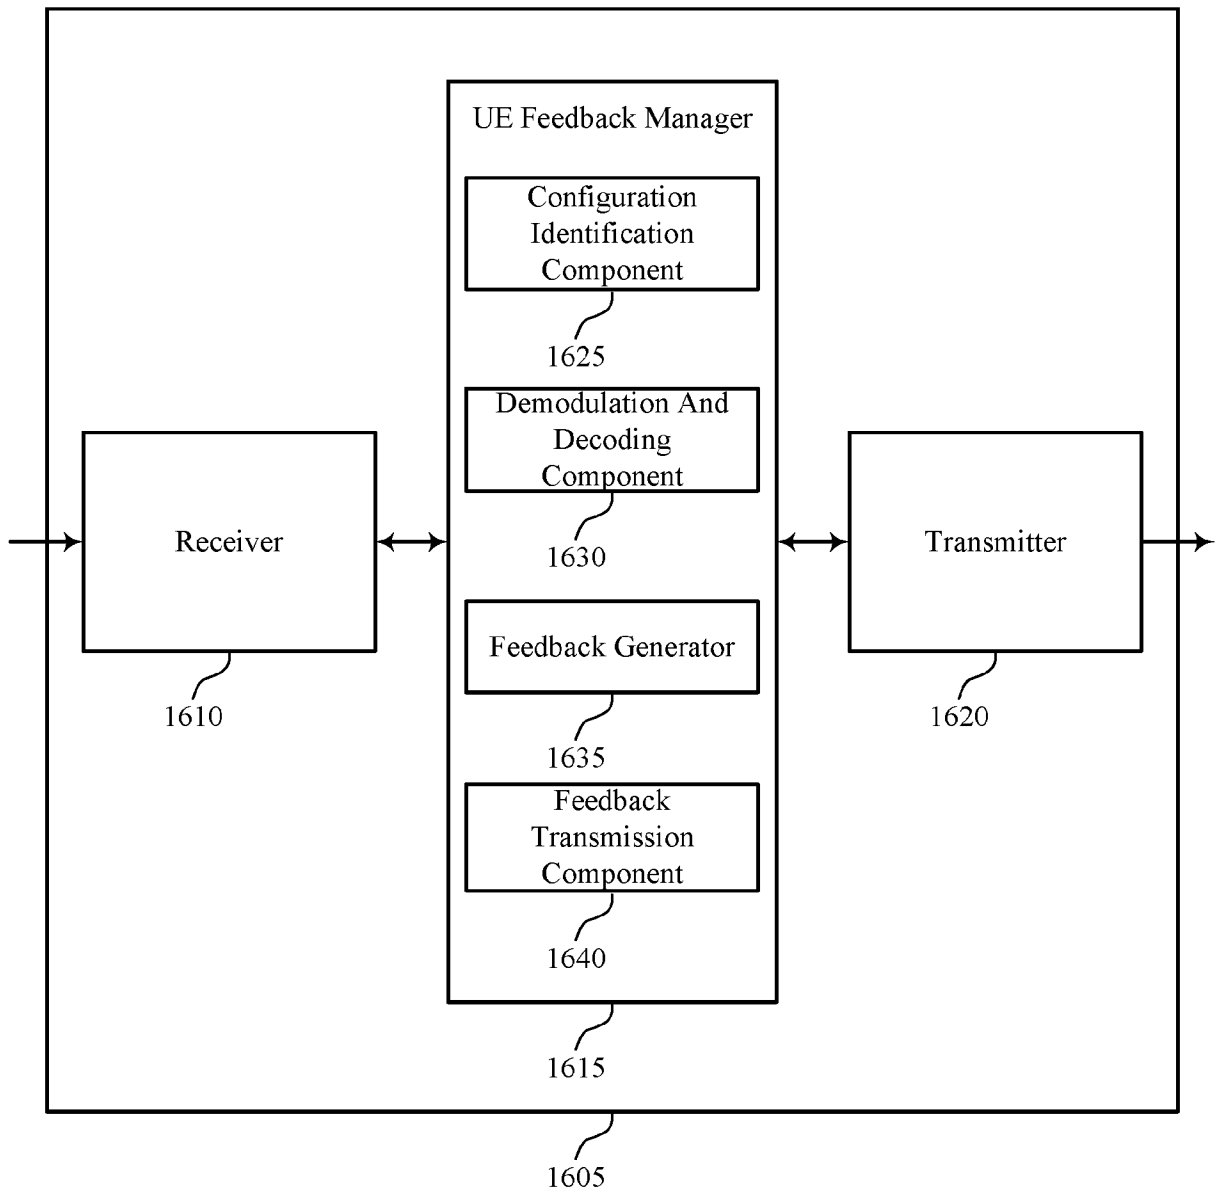 UE Feedback Manager
Configuration
Identification
Component
1625
Demodulation And
Decoding
Component
1630
Receiver
1610
Transmitter
1620
Feedback Generator
1635
Feedback
Transmission
Component
1640
1615
1605